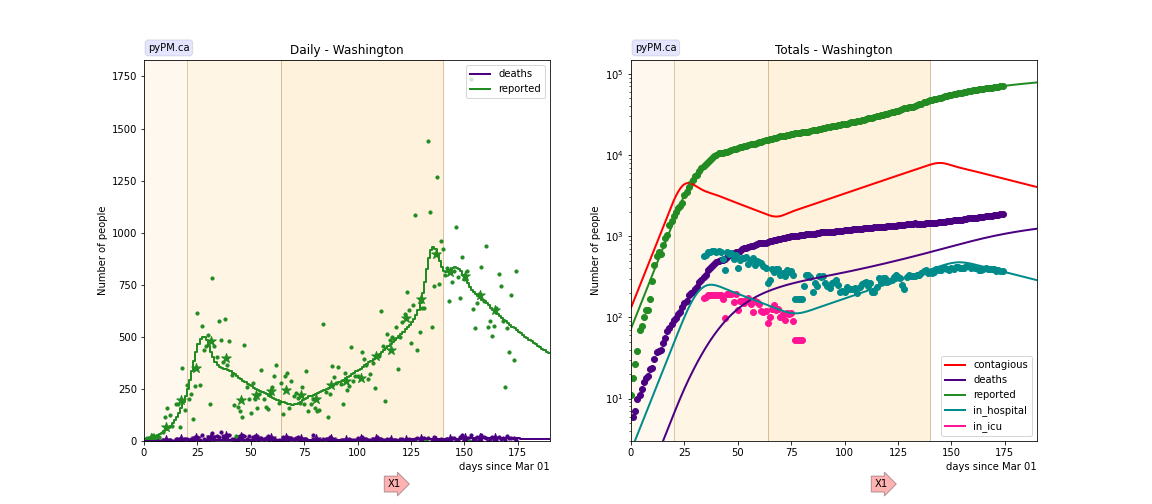 pyPM.ca
Daily - Washington
deaths
reported
Number of people
1750
1500
1250
1000
750
500
250
0
0 25 50 75 100 125 150 175
days since Mar 01
X1
pyPM.ca
Totals - Washington
Number of people
10⁵
10⁴
10³
10²
10¹
contagious
deaths
reported
in_hospital
in_icu
0 25 50 75 100 125 150 175
days since Mar 01
X1